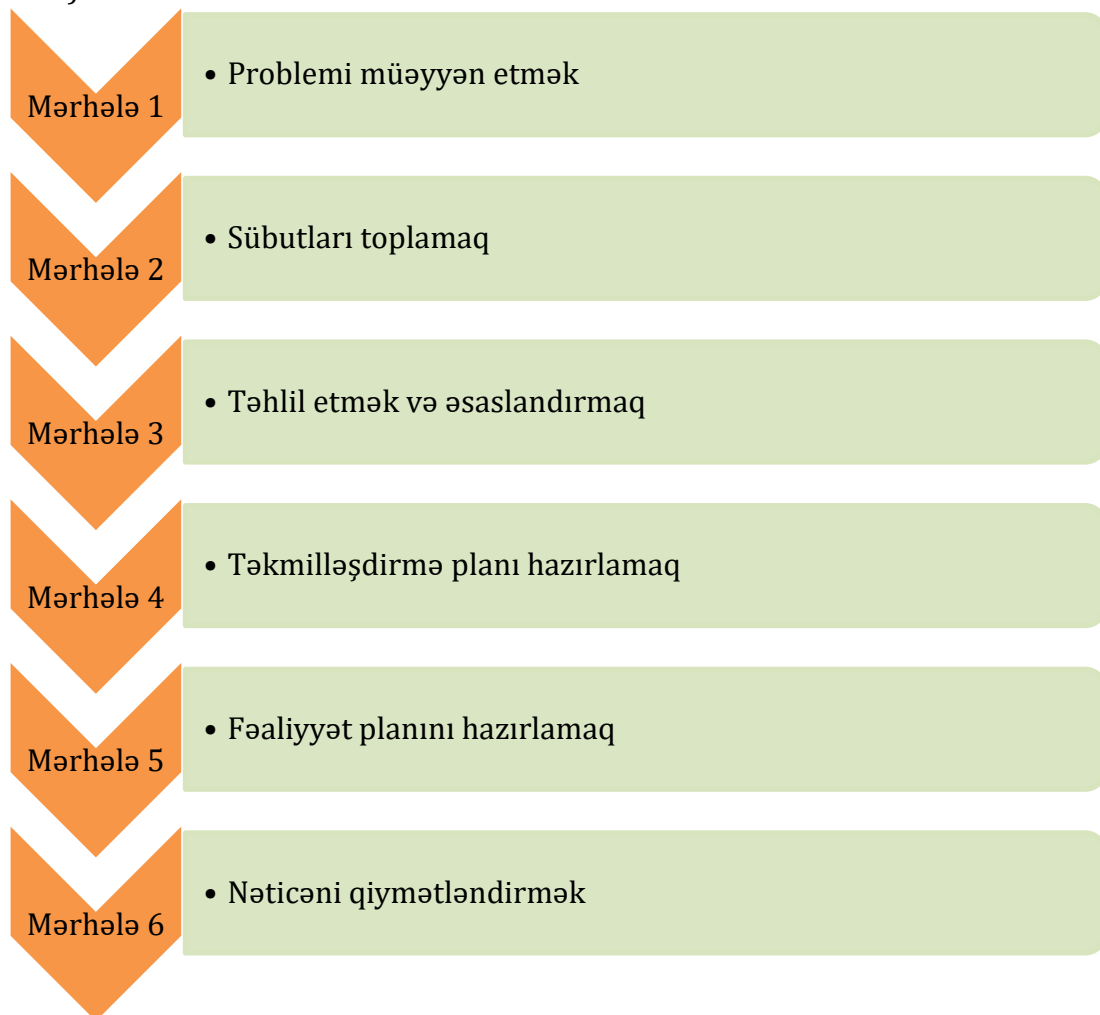 Mərhələ 1
• Problemi müəyyən etmək
Mərhələ 2
• Sübutları toplamaq
Mərhələ 3
• Təhlil etmək və əsaslandırmaq
Mərhələ 4
• Təkmilləşdirmə planı hazırlamaq
Mərhələ 5
• Fəaliyyət planını hazırlamaq
Mərhələ 6
• Nəticəni qiymətləndirmək